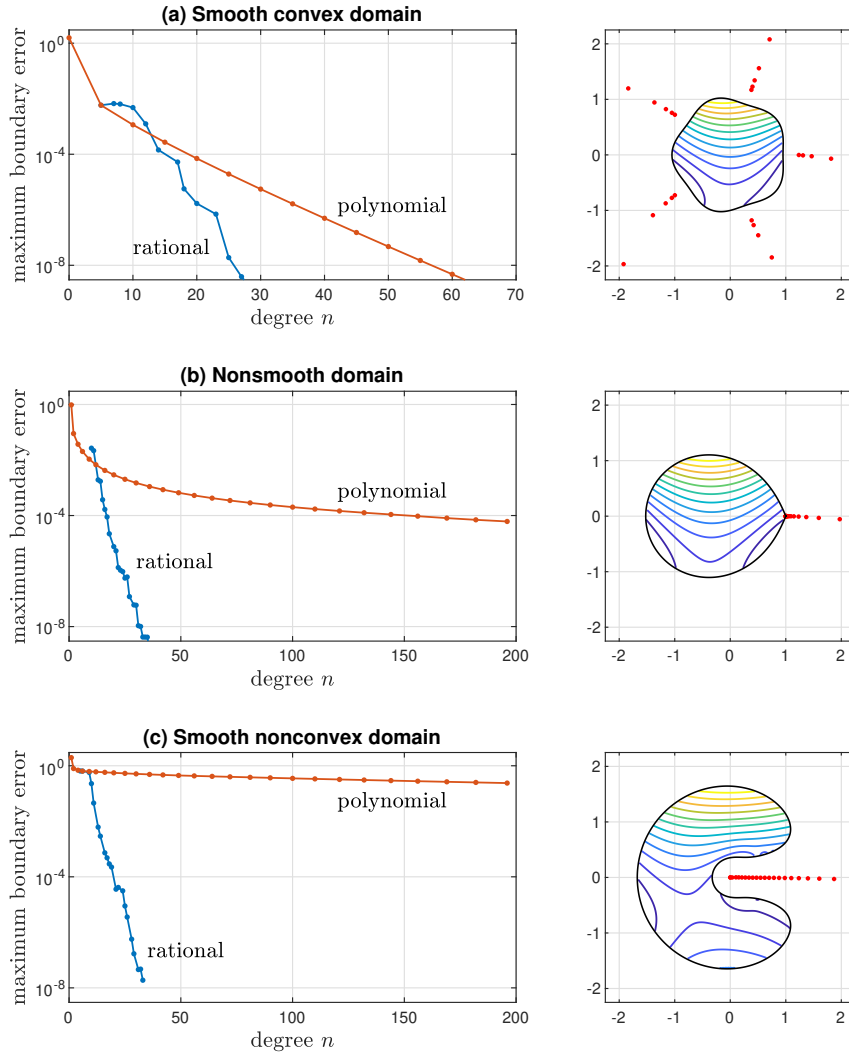 (a) Smooth convex domain
maximum boundary error
10^0
10^-4
10^-8
polynomial
rational
0 10 20 30 40 50 60 70
degree n
2
1
0
-1
-2
-2 -1 0 1 2
(b) Nonsmooth domain
maximum boundary error
10^0
10^-4
10^-8
polynomial
rational
0 50 100 150 200
degree n
2
1
0
-1
-2
-2 -1 0 1 2
(c) Smooth nonconvex domain
maximum boundary error
10^0
10^-4
10^-8
polynomial
rational
0 50 100 150 200
degree n
2
1
0
-1
-2
-2 -1 0 1 2